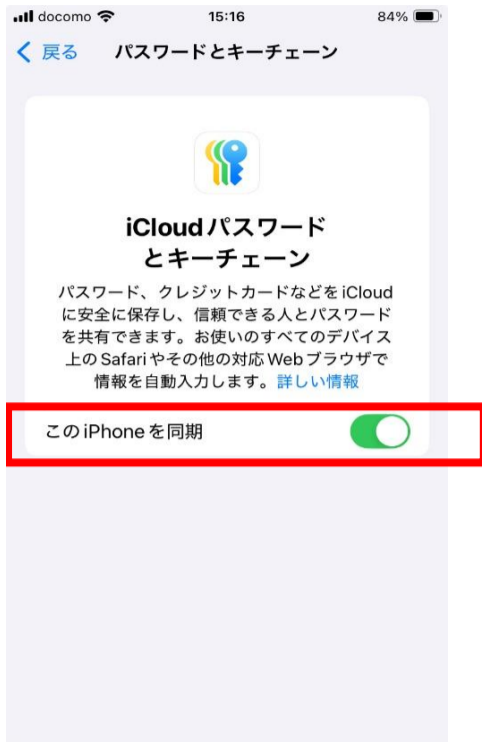 docomo 15:16 84%
戻る パスワードとキーチェーン
iCloudパスワード
とキーチェーン
パスワード、クレジットカードなどをiCloud
に安全に保存し、信頼できる人とパスワード
を共有できます。お使いのすべてのデバイス
上のSafariやその他の対応Webブラウザで
情報を自動入力します。詳しい情報
このiPhoneを同期